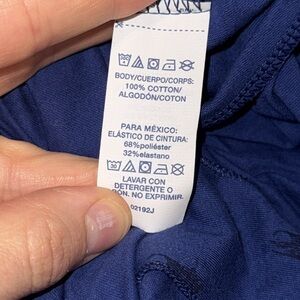 BODY/CUERPO/CORPS:
100% COTTON/
ALGODÓN/COTON
PARA MÉXICO:
ELÁSTICO DE CINTURA:
68%poliéster
32%elastano
LAVAR CON
DETERGENTE O
NO EXPRIMIR.
02192J